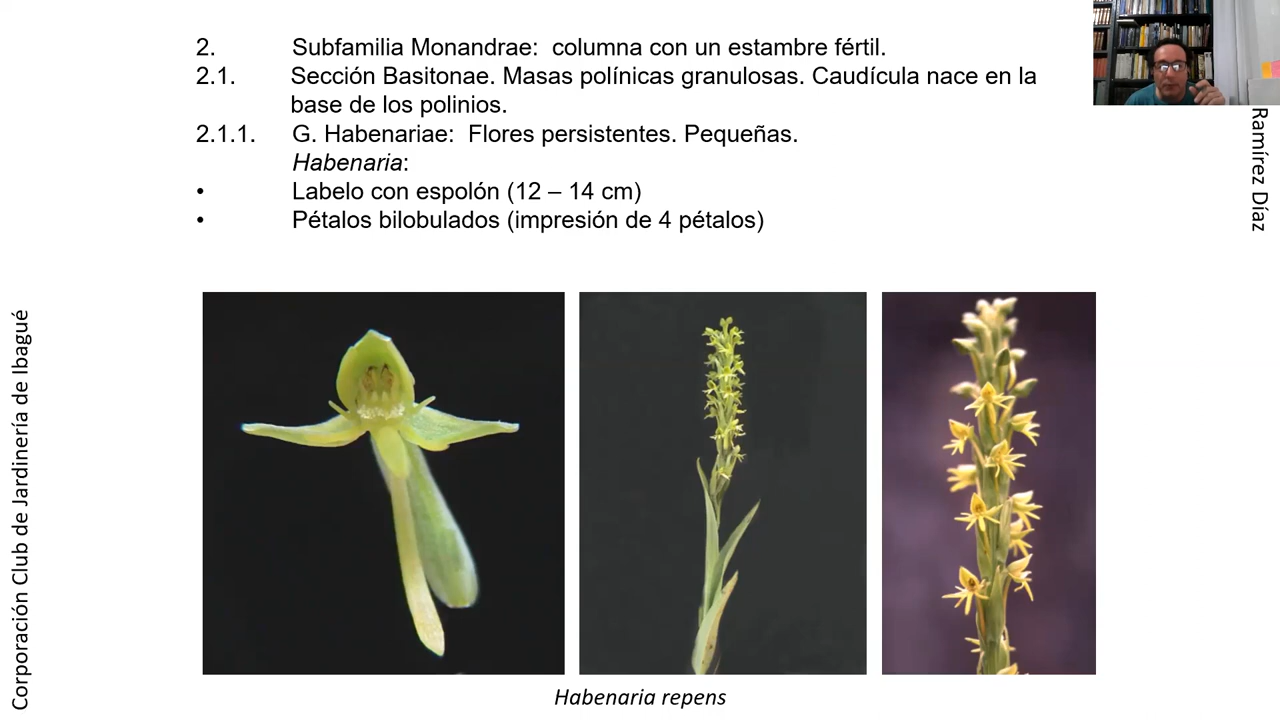 2. Subfamilia Monandrae: columna con un estambre fértil.
2.1. Sección Basitonae. Masas polínicas granulosas. Caudícula nace en la
base de los polinios.
2.1.1. G. Habenariae: Flores persistentes. Pequeñas.
Habenaria:
• Labelo con espolón (12 – 14 cm)
• Pétalos bilobulados (impresión de 4 pétalos)
Habenaria repens
Corporación Club de Jardinería de Ibagué
Ramírez Díaz